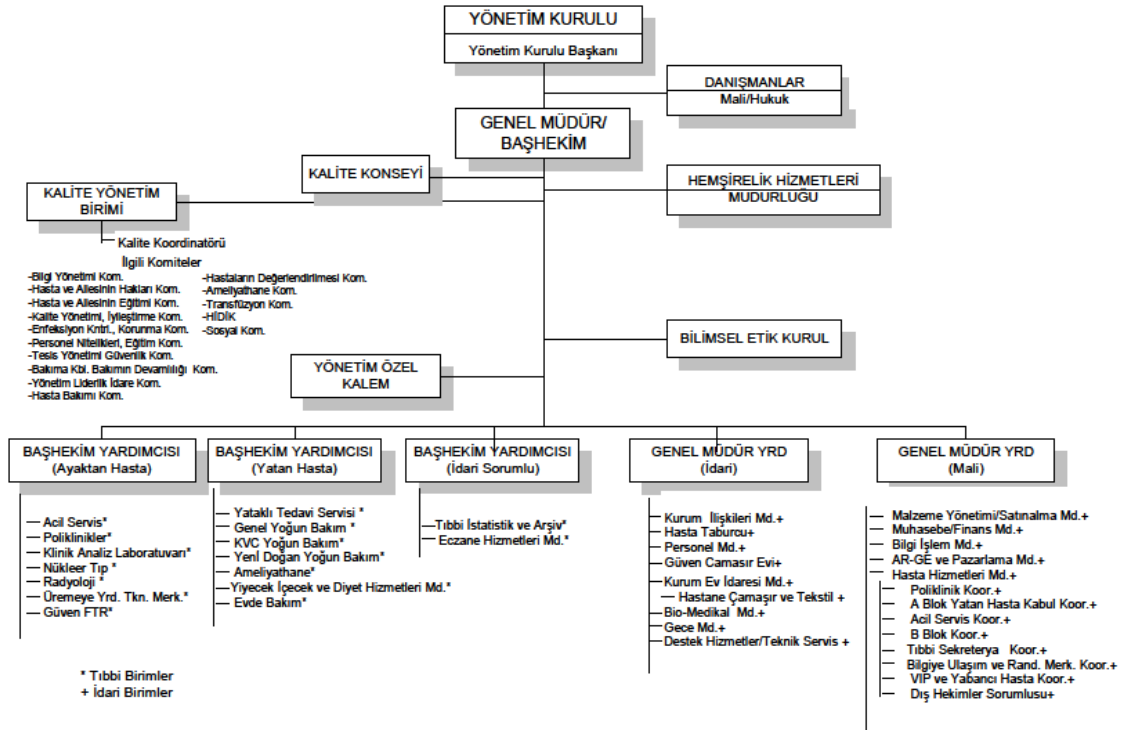 YÖNETİM KURULU
Yönetim Kurulu Başkanı
DANIŞMANLAR
Mali/Hukuk
GENEL MÜDÜR/
BAŞHEKİM
KALİTE KONSEYİ
HEMŞİRELİK HİZMETLERİ
MÜDÜRLÜĞÜ
KALİTE YÖNETİM
BİRİMİ
Kalite Koordinatörü
İlgili Komiteler
-Bilgi Yönetimi Kom.
-Hasta ve Ailesinin Hakları Kom.
-Hasta ve Ailesinin Eğitimi Kom.
-Kalite Yönetimi, İyileştirme Kom.
-Enfeksiyon Kntrl., Korunma Kom.
-Personel Nitelikleri, Eğitim Kom.
-Tesis Yönetimi Güvenlik Kom.
-Bakıma Kbl. Bakımın Devamlılığı Kom.
-Yönetim Liderlik İdare Kom.
-Hasta Bakımı Kom.
-Hastaların Değerlendirilmesi Kom.
-Ameliyathane Kom.
-Transfüzyon Kom.
-HİDİK
-Sosyal Kom.
BİLİMSEL ETİK KURUL
YÖNETİM ÖZEL
KALEM
BAŞHEKİM YARDIMCISI
(Ayaktan Hasta)
Acil Servis*
Poliklinikler*
Klinik Analiz Laboratuvarı*
Nükleer Tıp *
Radyoloji *
Üremeye Yrd. Tkn. Merk.*
Güven FTR*
BAŞHEKİM YARDIMCISI
(Yatan Hasta)
Yataklı Tedavi Servisi *
Genel Yoğun Bakım *
KVC Yoğun Bakım*
Yeni Doğan Yoğun Bakım*
Ameliyathane*
Yiyecek İçecek ve Diyet Hizmetleri Md.*
Evde Bakım*
BAŞHEKİM YARDIMCISI
(İdari Sorumlu)
Tıbbi İstatistik ve Arşiv*
Eczane Hizmetleri Md.*
GENEL MÜDÜR YRD
(İdari)
Kurum İlişkileri Md.+
Hasta Taburcu+
Personel Md.+
Güven Camasır Evi+
Kurum Ev İdaresi Md.+
Hastane Çamaşır ve Tekstil +
Bio-Medikal Md.+
Gece Md.+
Destek Hizmetler/Teknik Servis +
GENEL MÜDÜR YRD
(Mali)
Malzeme Yönetimi/Satınalma Md.+
Muhasebe/Finans Md.+
Bilgi İşlem Md.+
AR-GE ve Pazarlama Md.+
Hasta Hizmetleri Md.+
Poliklinik Koor.+
A Blok Yatan Hasta Kabul Koor.+
Acil Servis Koor.+
B Blok Koor.+
Tıbbi Sekreterya Koor.+
Bilgiye Ulaşım ve Rand. Merk. Koor.+
VIP ve Yabancı Hasta Koor.+
Dış Hekimler Sorumlusu+
* Tıbbi Birimler
+ İdari Birimler